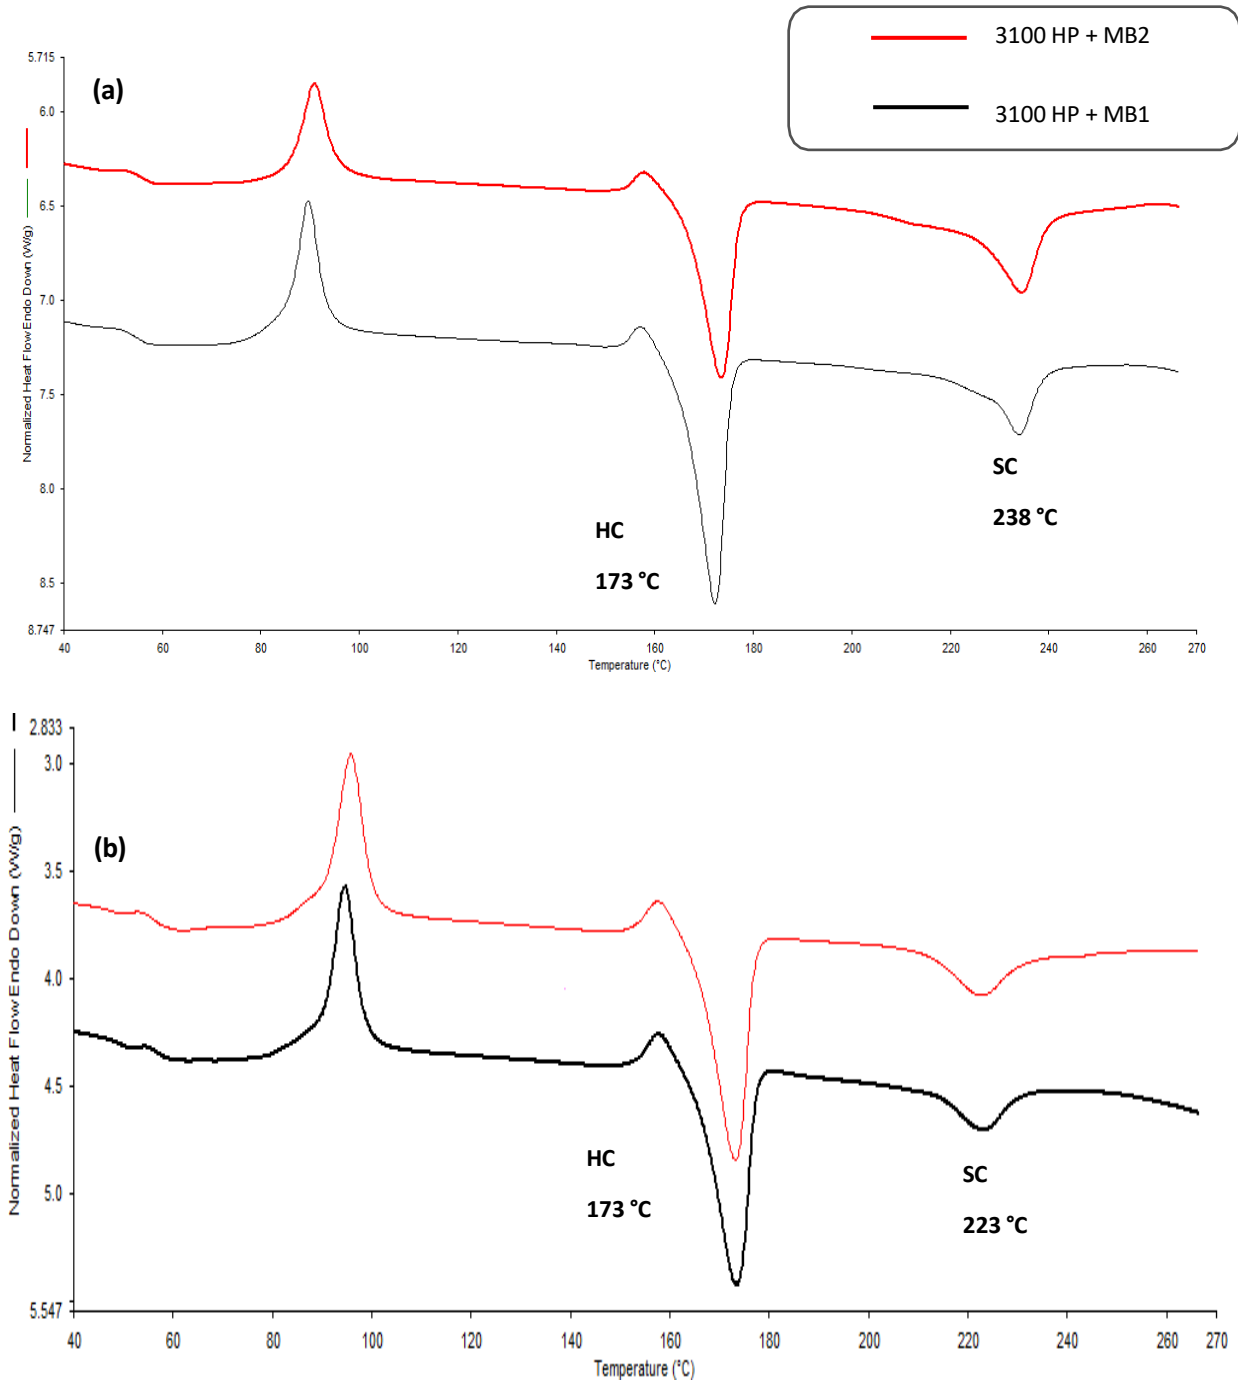 3100 HP + MB2
3100 HP + MB1
5.715
(a)
6.0
6.5
7.0
7.5
8.0
8.5
8.747
Normalized Heat Flow Endo Down (W/g)
SC
238 °C
HC
173 °C
40 60 80 100 120 140 160 180 200 220 240 260 270
Temperature (°C)
2.833
3.0
(b)
3.5
4.0
4.5
5.0
5.547
Normalized Heat Flow Endo Down (W/g)
HC
173 °C
SC
223 °C
40 60 80 100 120 140 160 180 200 220 240 260 270
Temperature (°C)